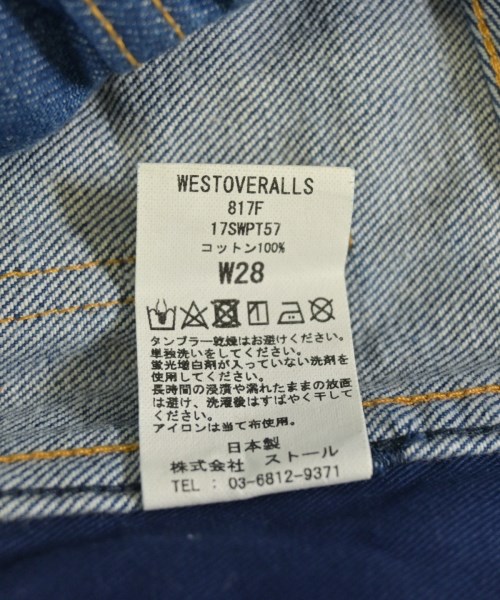 WESTOVERALLS
817F
17SWPT57
コットン100%
W28
タンブラー乾燥はお避けください。
単独洗いをしてください。
蛍光増白剤が入っていない洗剤を
使用してください。
長時間の浸漬や濡れたままの放置
は避け、洗濯後はすばやく干して
ください。
アイロンは当て布使用。
日本製
株式会社 ストール
TEL : 03-6812-9371